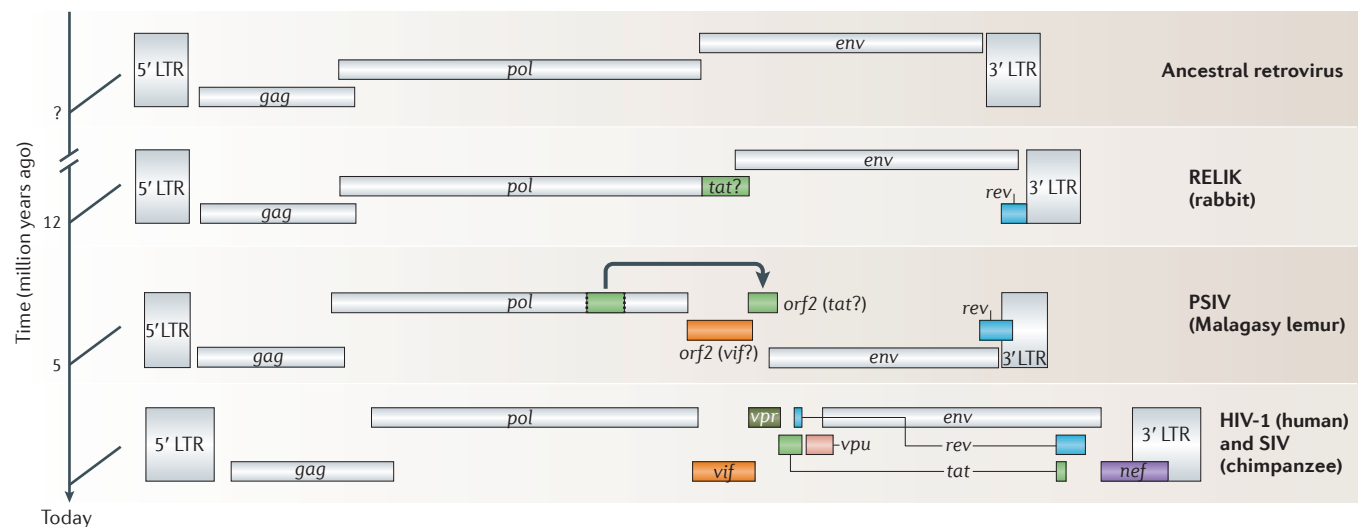 5′ LTR
gag
pol
env
3′ LTR
Ancestral retrovirus
?
Time (million years ago)
5′ LTR
gag
pol
tat?
env
rev
3′ LTR
RELIK
(rabbit)
12
5′LTR
gag
pol
orf2 (vif?)
orf2 (tat?)
env
rev
3′LTR
PSIV
(Malagasy lemur)
5
5′ LTR
gag
pol
vif
vpr
vpu
env
rev
tat
nef
3′ LTR
HIV-1 (human)
and SIV
(chimpanzee)
Today